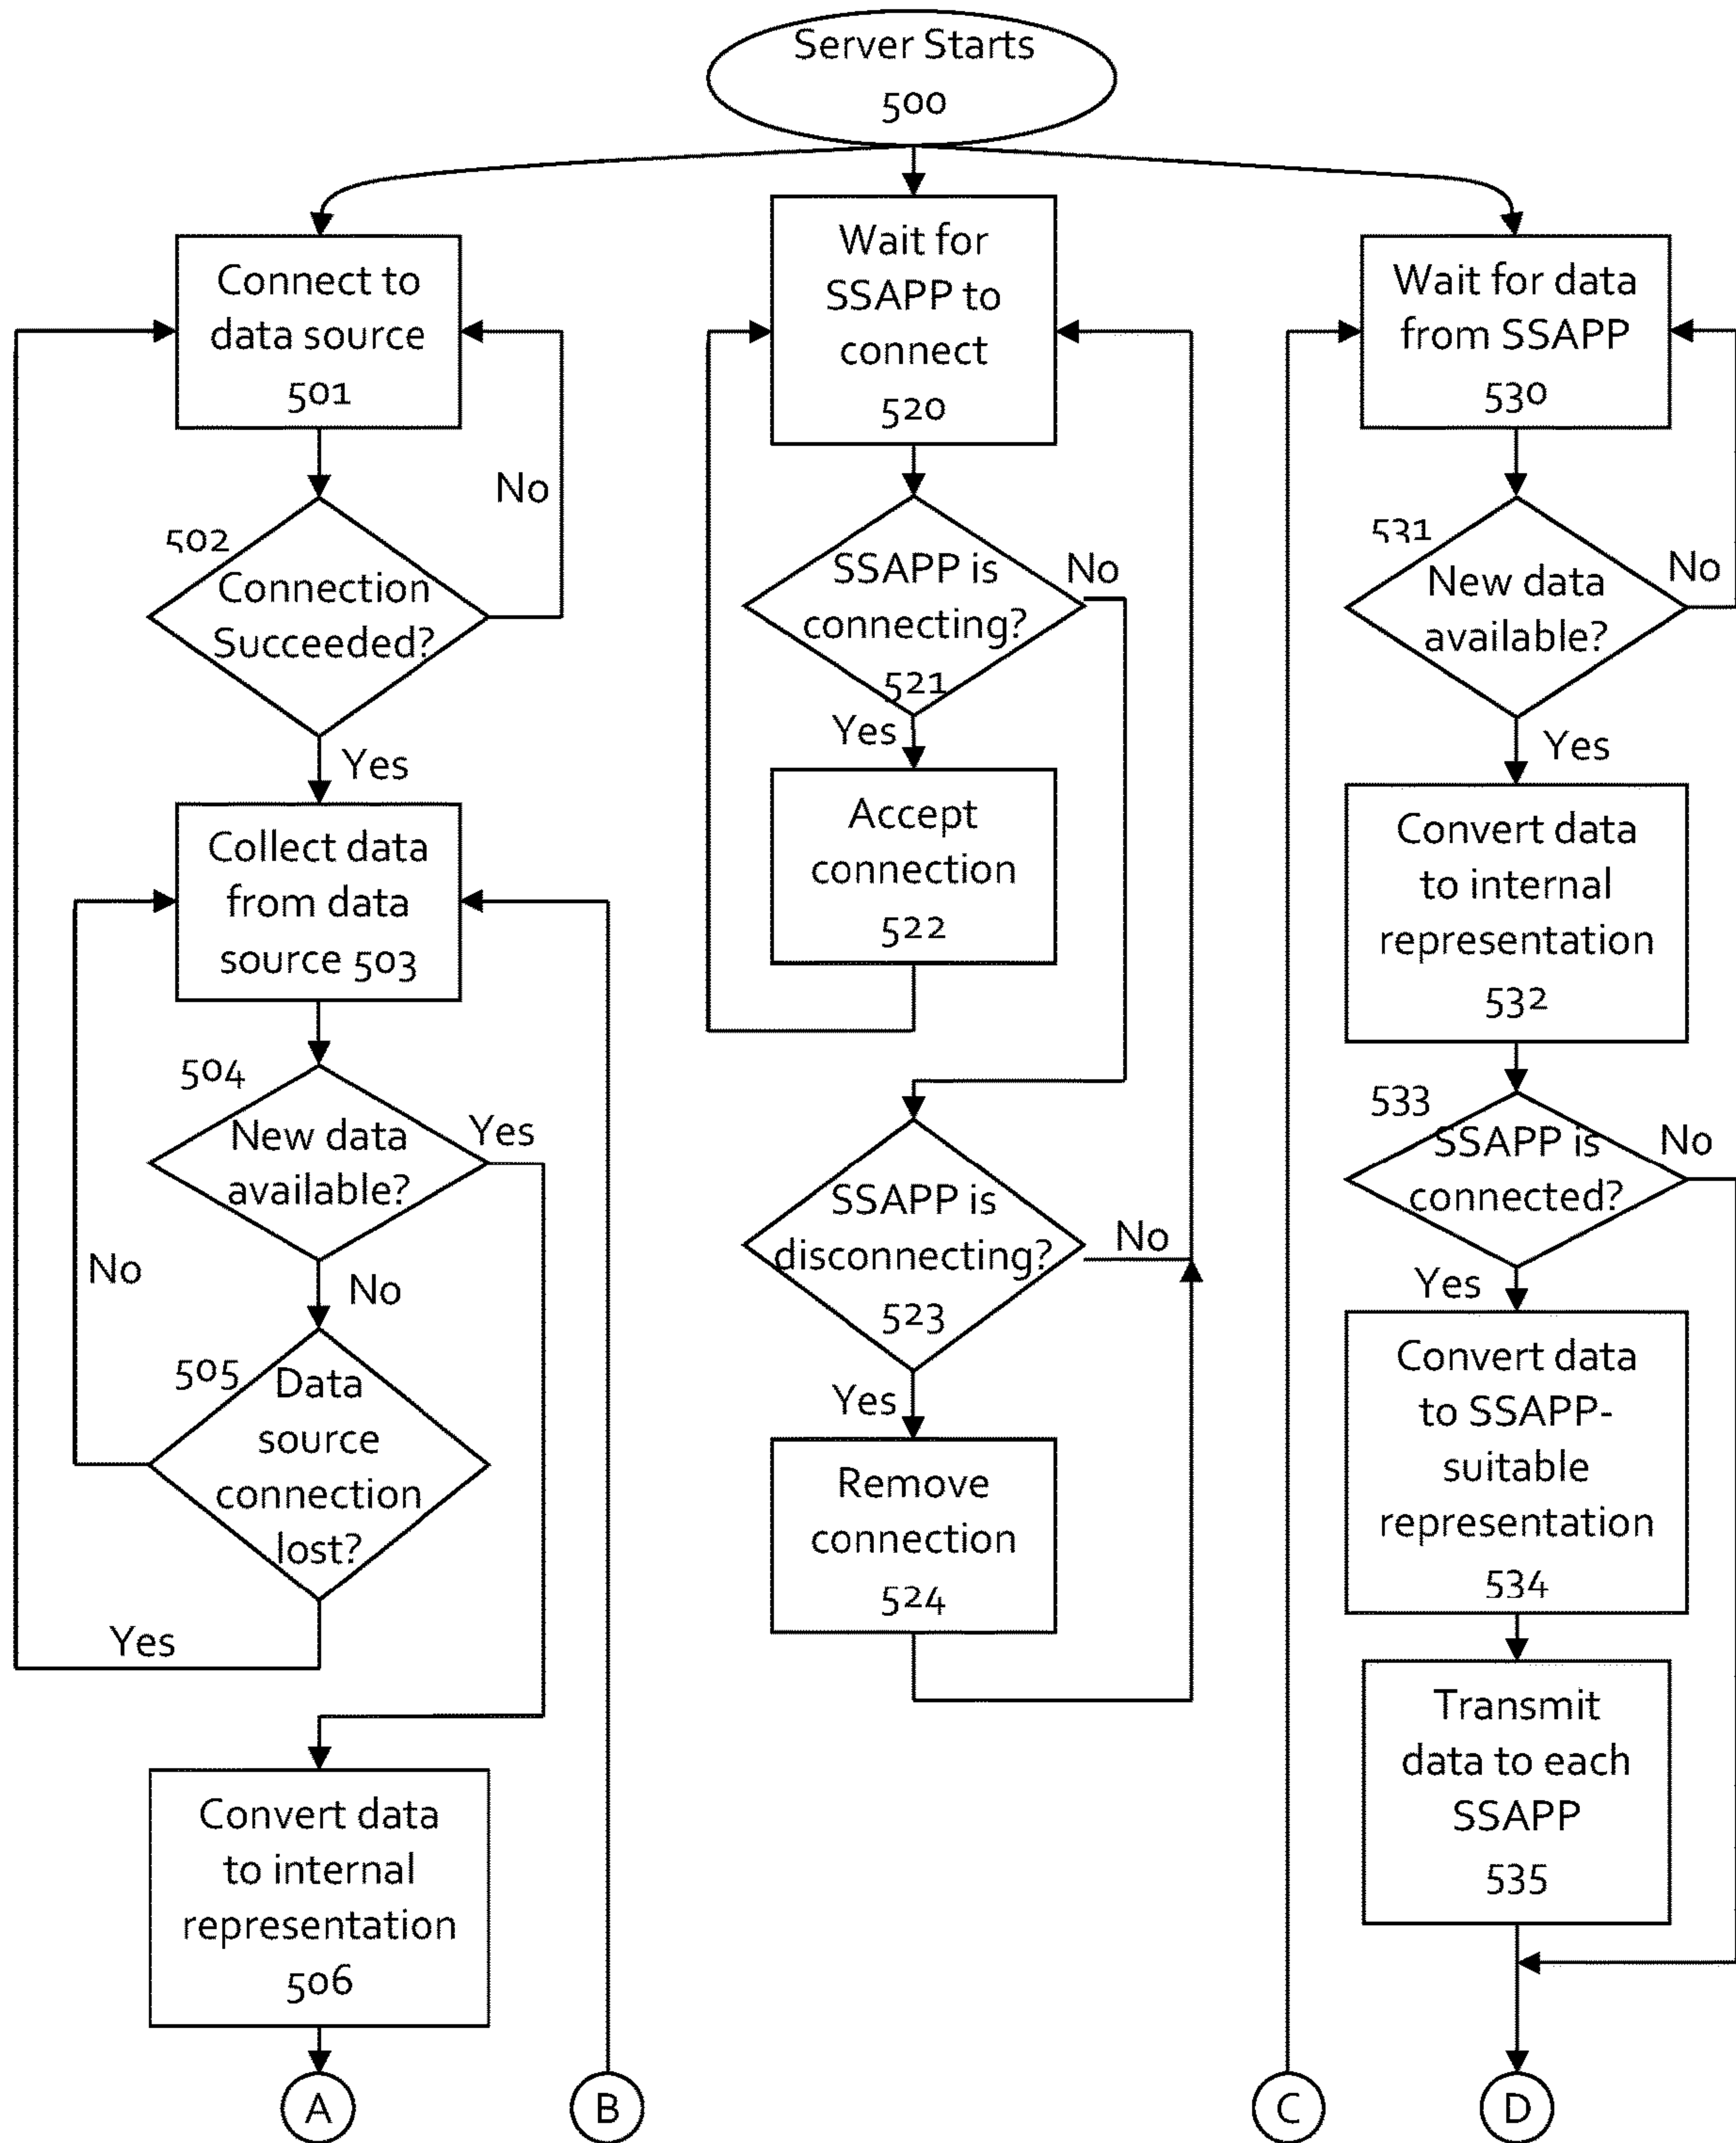 Server Starts
500
Connect to
data source
501
No
502
Connection
Succeeded?
Yes
Collect data
from data
source 503
504
New data
available?
Yes
No
No
505
Data
source
connection
lost?
Yes
Convert data
to internal
representation
506
A
B
Wait for
SSAPP to
connect
520
SSAPP is
connecting?
521
No
Yes
Accept
connection
522
SSAPP is
disconnecting?
523
No
Yes
Remove
connection
524
Wait for data
from SSAPP
530
531
New data
available?
No
Yes
Convert data
to internal
representation
532
533
SSAPP is
connected?
No
Yes
Convert data
to SSAPP-
suitable
representation
534
Transmit
data to each
SSAPP
535
C
D